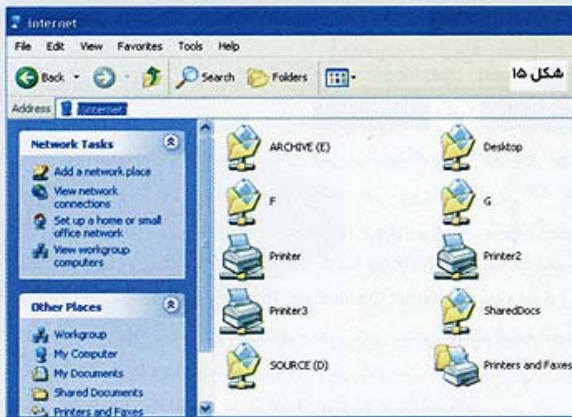 Internet
File Edit View Favorites Tools Help
Back Search Folders
شکل ۱۵
Address Internet
Network Tasks
Add a network place
View network
connections
Set up a home or small
office network
View workgroup
computers
Other Places
Workgroup
My Computer
My Documents
Shared Documents
Printers and Faxes
ARCHIVE (E)
Desktop
F
G
Printer
Printer2
Printer3
SharedDocs
SOURCE (D)
Printers and Faxes